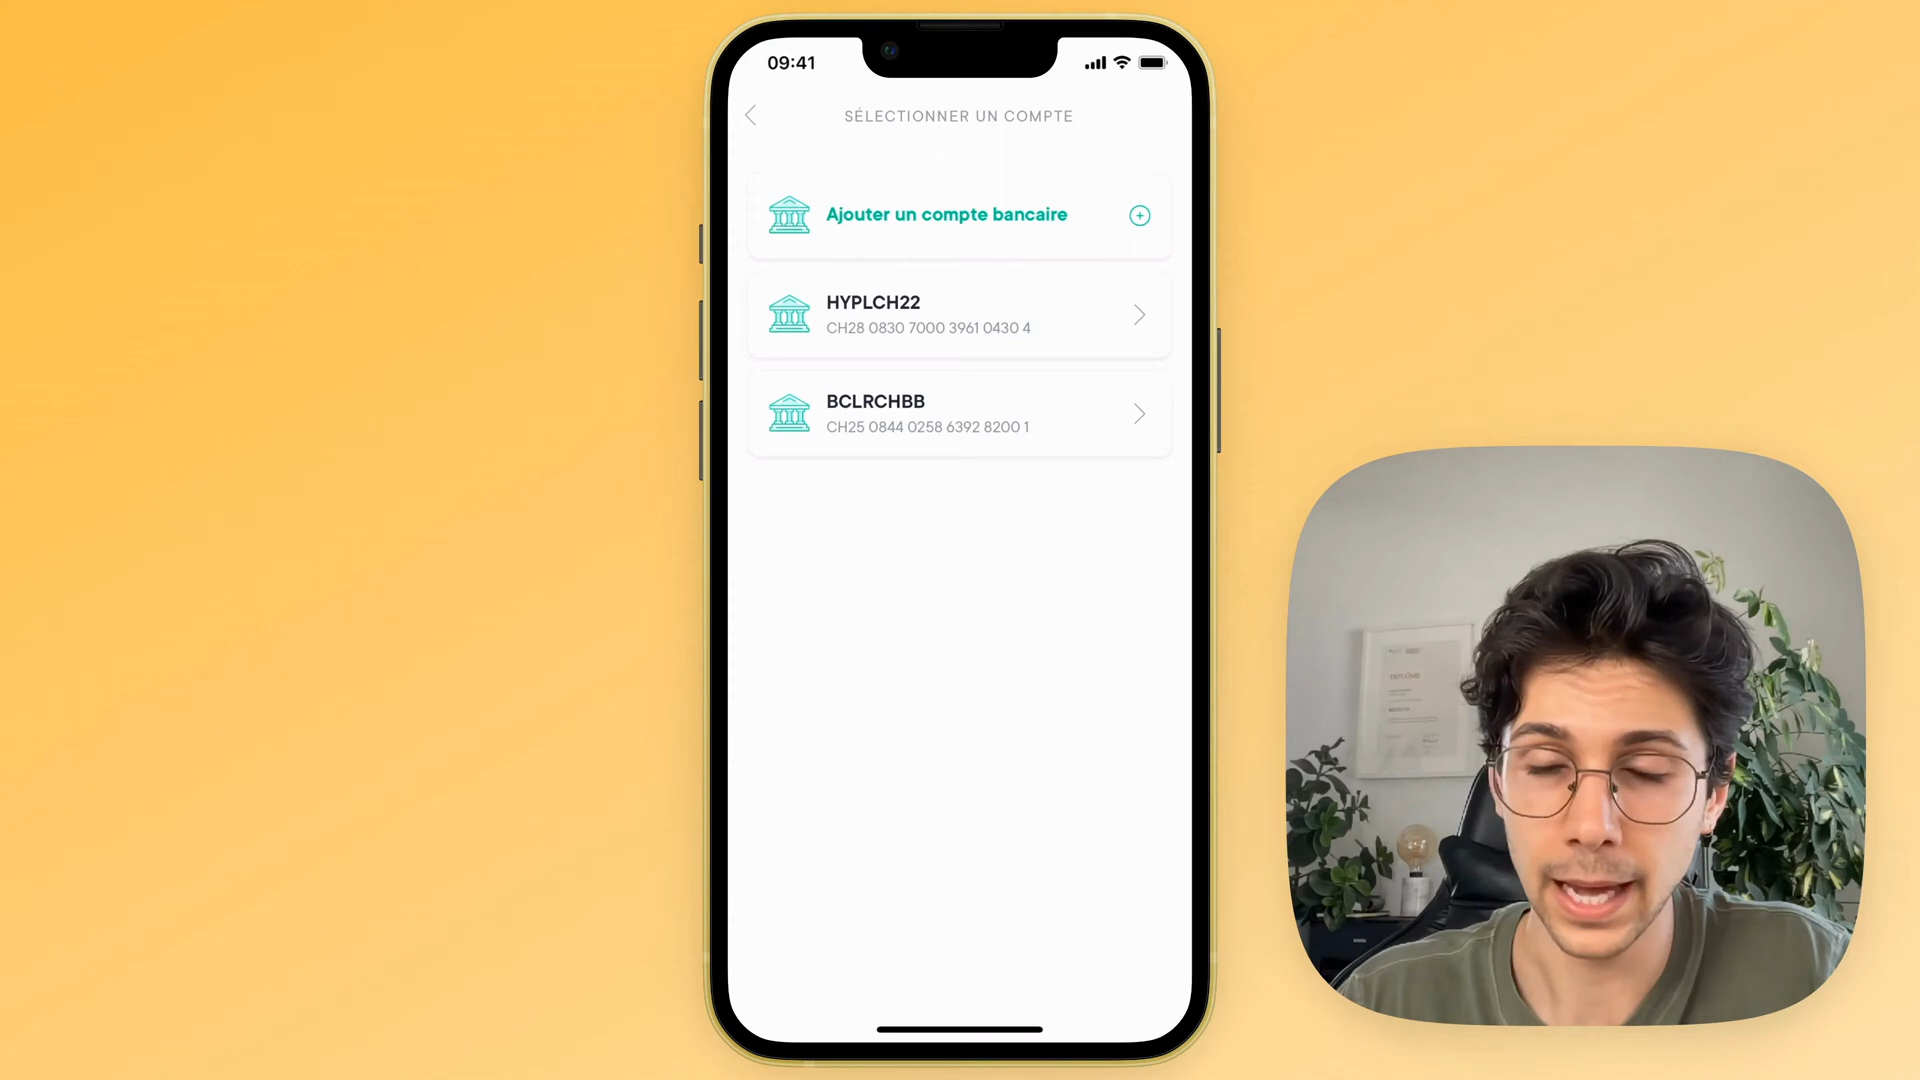 09:41
SÉLECTIONNER UN COMPTE
Ajouter un compte bancaire
HYPLCH22
CH28 0830 7000 3961 0430 4
BCLRCHBB
CH25 0844 0258 6392 8200 1
DIPLÔME